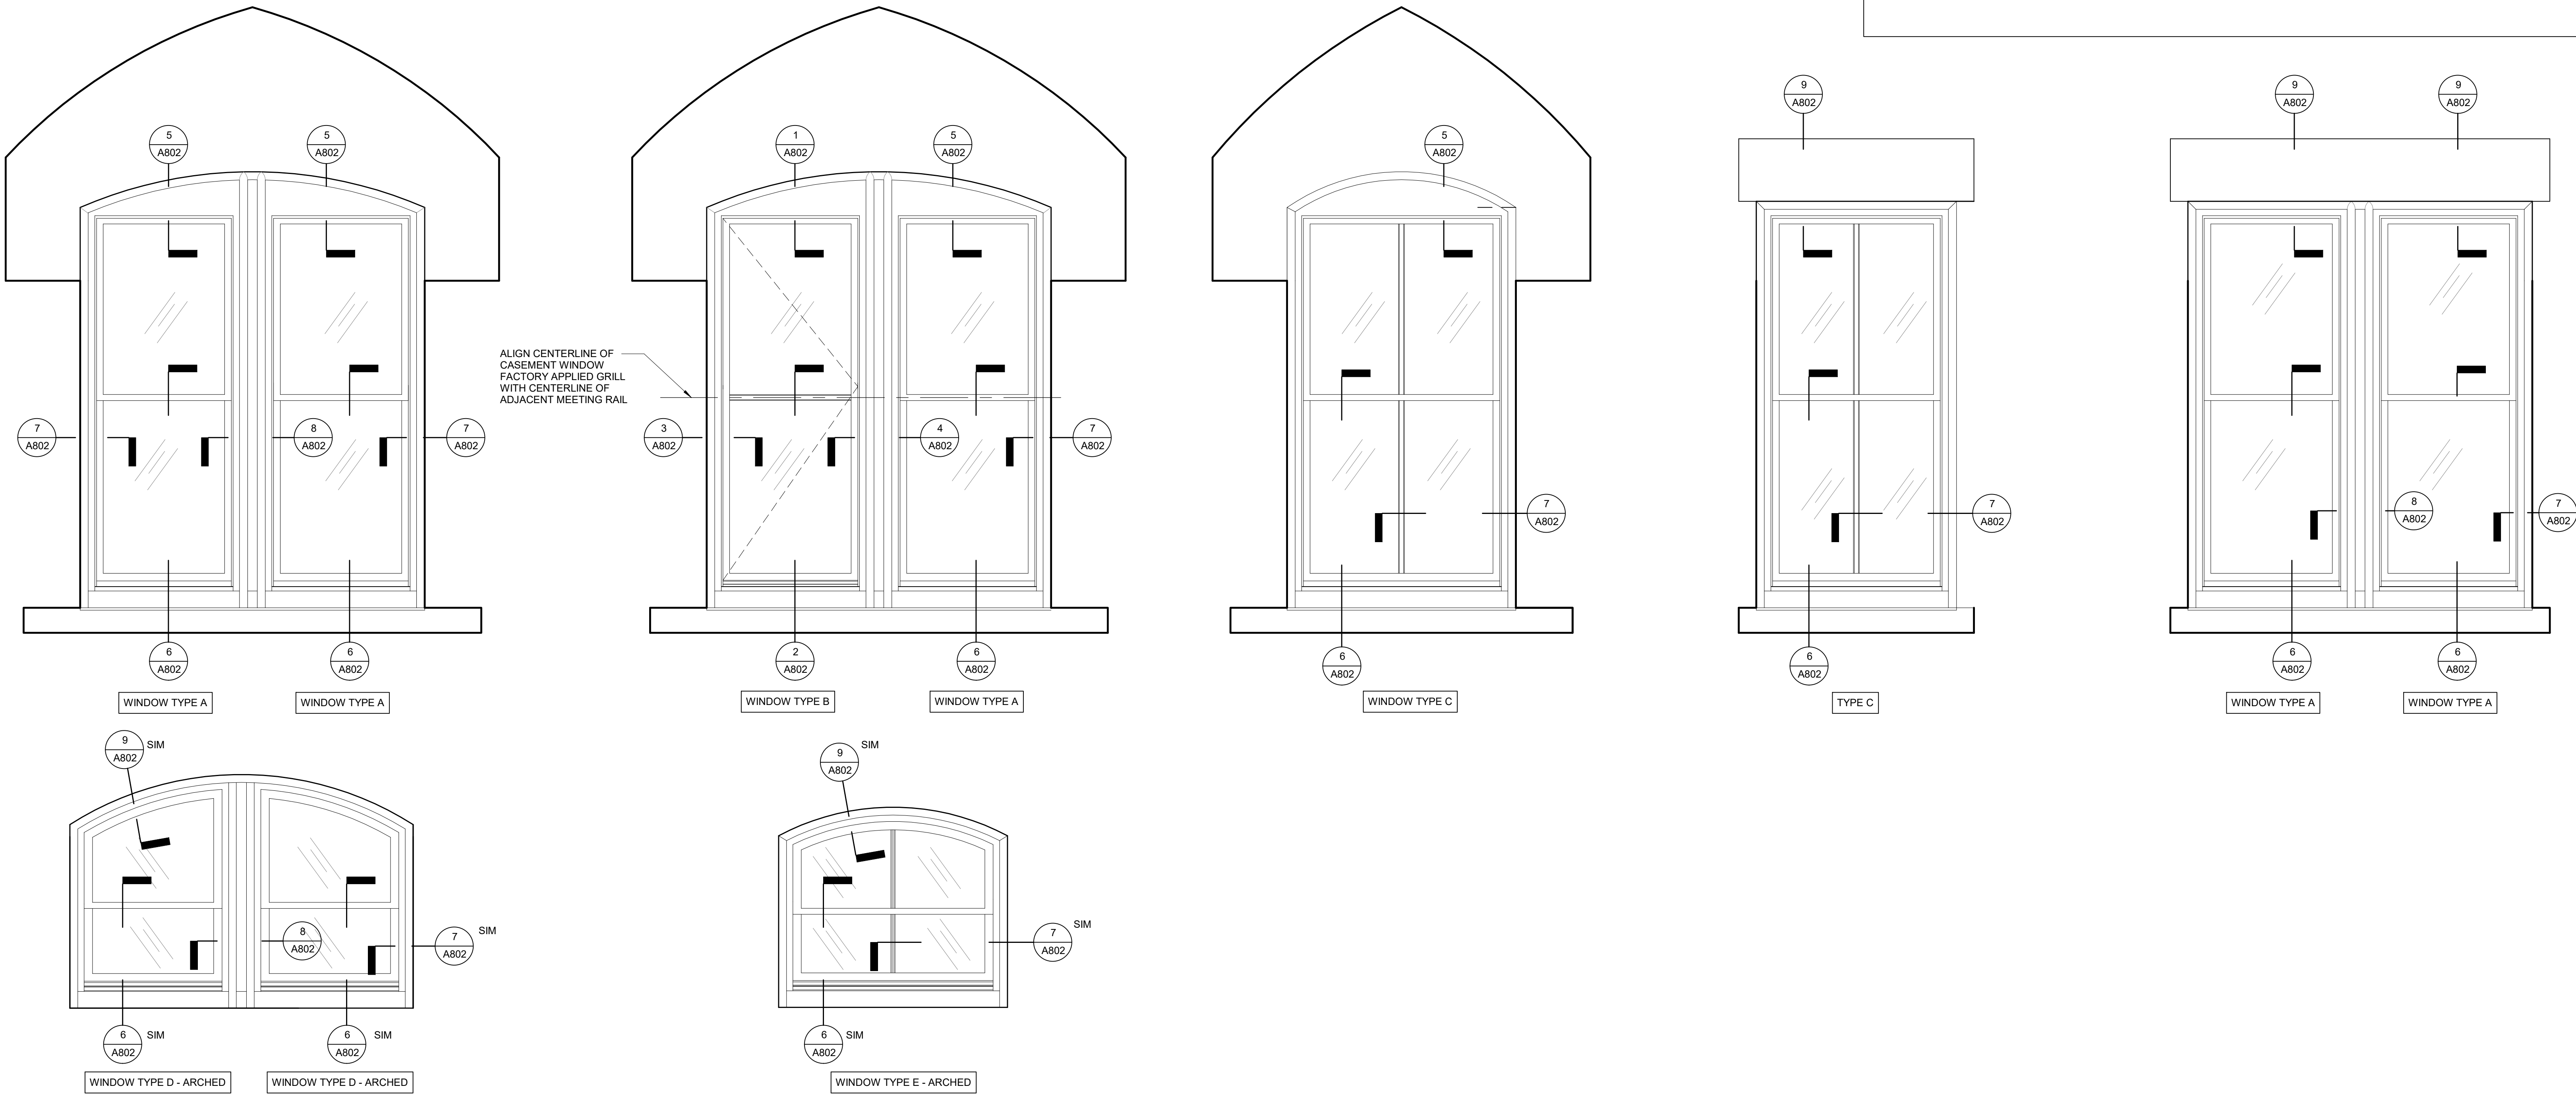 9
A802
9
A802
9
A802
5
A802
5
A802
1
A802
5
A802
5
A802
ALIGN CENTERLINE OF
CASEMENT WINDOW
FACTORY APPLIED GRILL
WITH CENTERLINE OF
ADJACENT MEETING RAIL
7
A802
8
A802
7
A802
3
A802
4
A802
7
A802
7
A802
7
A802
8
A802
7
A802
6
A802
6
A802
2
A802
6
A802
6
A802
6
A802
6
A802
6
A802
WINDOW TYPE A
WINDOW TYPE A
WINDOW TYPE B
WINDOW TYPE A
WINDOW TYPE C
TYPE C
WINDOW TYPE A
WINDOW TYPE A
9
A802
SIM
9
A802
SIM
8
A802
7
A802
SIM
7
A802
SIM
6
A802
SIM
6
A802
SIM
6
A802
SIM
WINDOW TYPE D - ARCHED
WINDOW TYPE D - ARCHED
WINDOW TYPE E - ARCHED